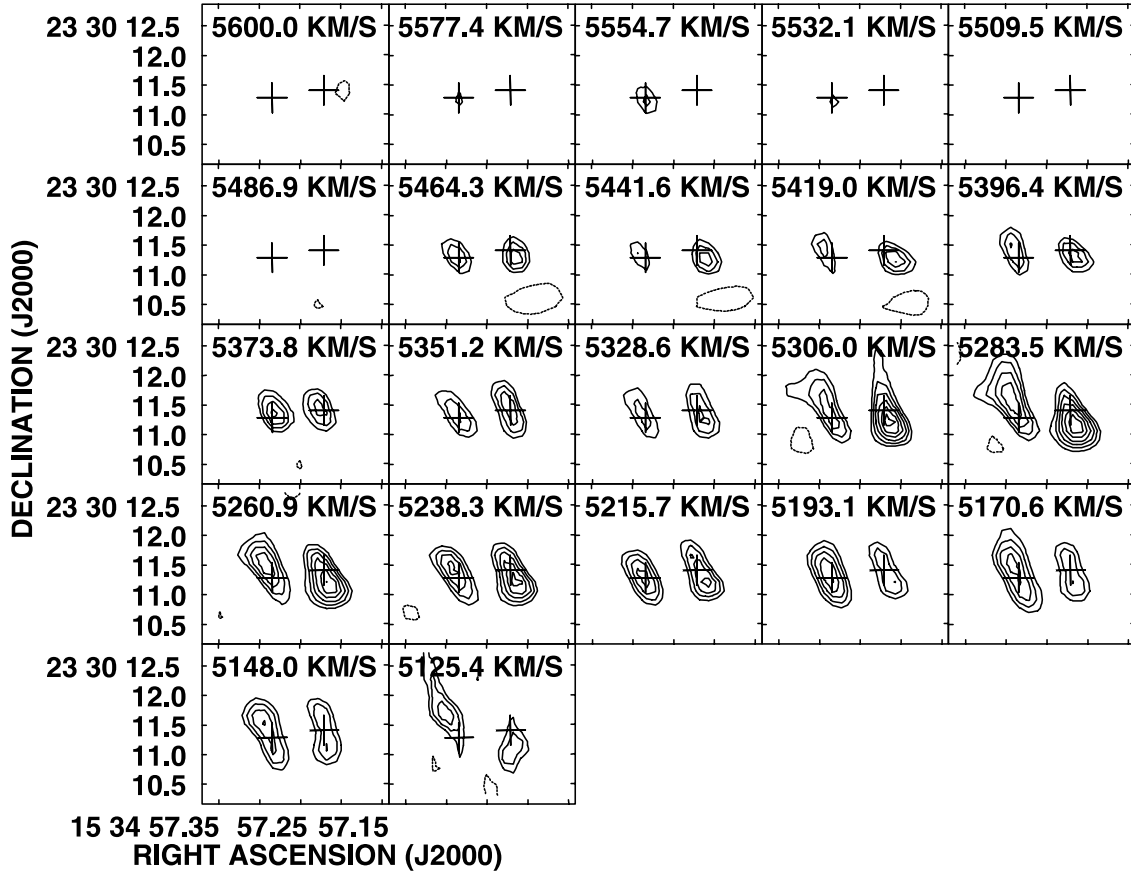 23 30 12.5 5600.0 KM/S 5577.4 KM/S 5554.7 KM/S 5532.1 KM/S 5509.5 KM/S
12.0
11.5
11.0
10.5
23 30 12.5 5486.9 KM/S 5464.3 KM/S 5441.6 KM/S 5419.0 KM/S 5396.4 KM/S
12.0
11.5
11.0
10.5
23 30 12.5 5373.8 KM/S 5351.2 KM/S 5328.6 KM/S 5306.0 KM/S 5283.5 KM/S
12.0
11.5
11.0
10.5
23 30 12.5 5260.9 KM/S 5238.3 KM/S 5215.7 KM/S 5193.1 KM/S 5170.6 KM/S
12.0
11.5
11.0
10.5
23 30 12.5 5148.0 KM/S 5125.4 KM/S
12.0
11.5
11.0
10.5
DECLINATION (J2000)
15 34 57.35 57.25 57.15
RIGHT ASCENSION (J2000)